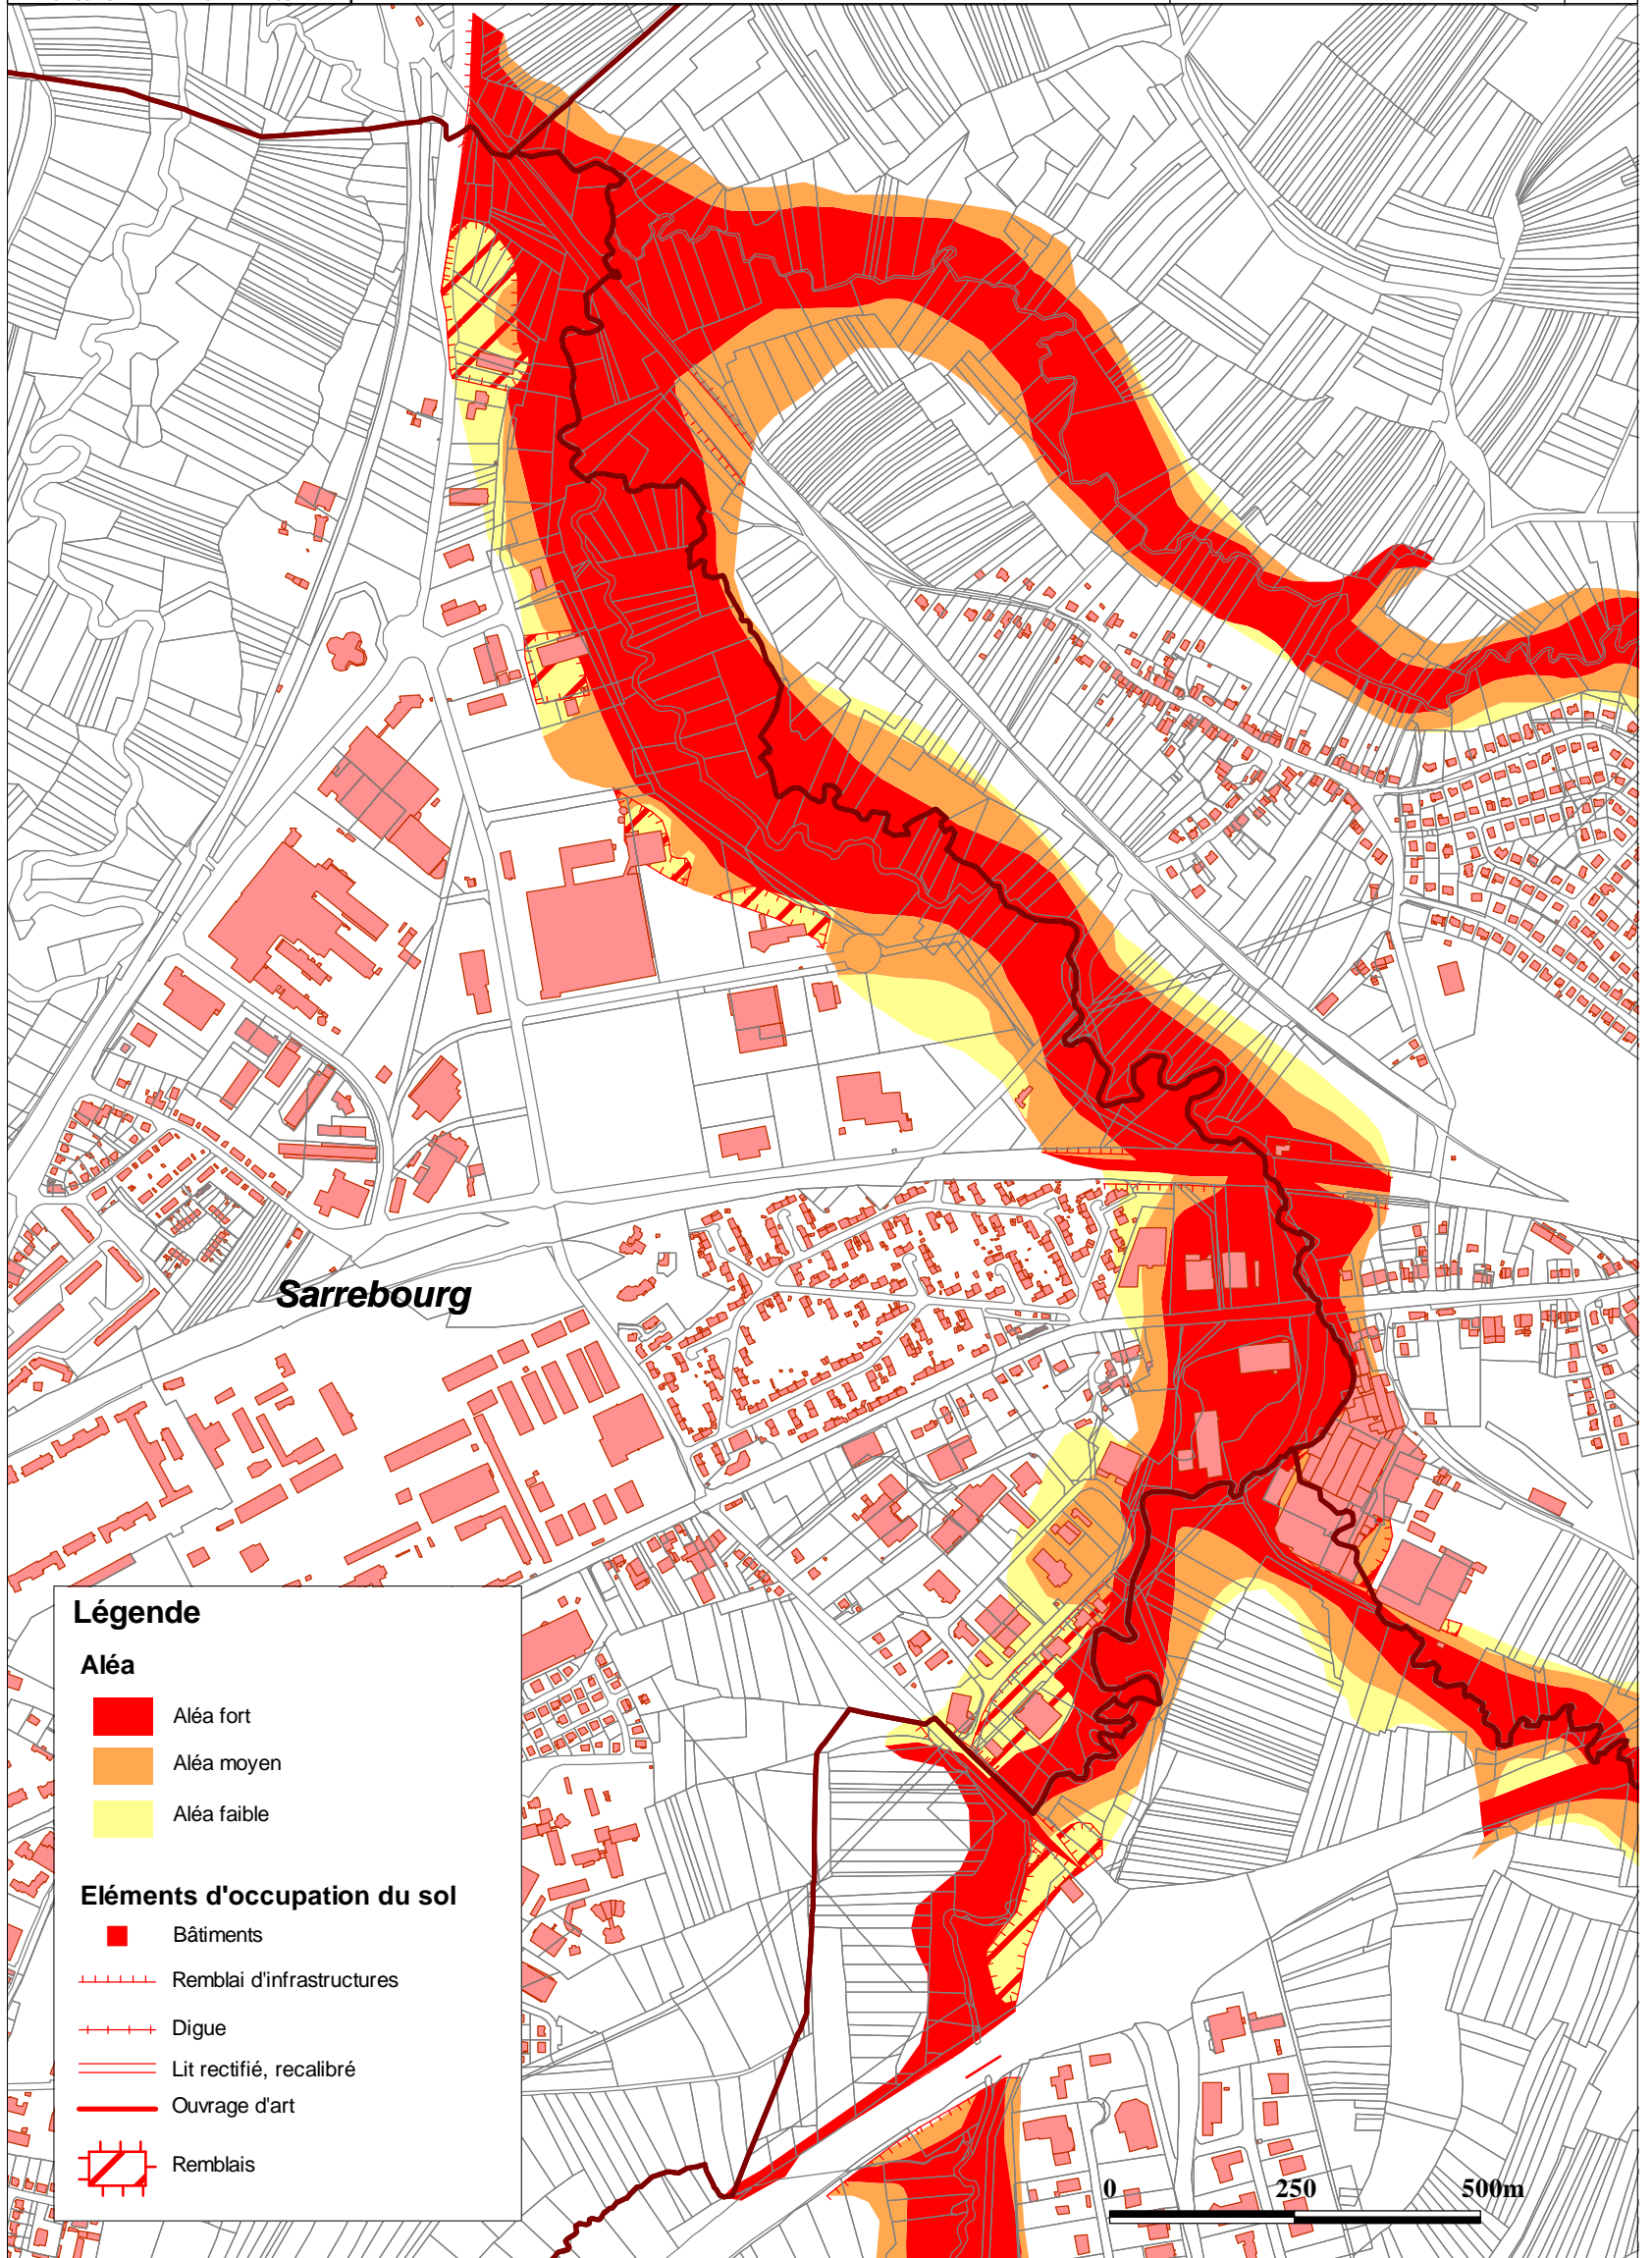 Sarrebourg
Légende
Aléa
Aléa fort
Aléa moyen
Aléa faible
Eléments d'occupation du sol
Bâtiments
Remblai d'infrastructures
Digue
Lit rectifié, recalibré
Ouvrage d'art
Remblais
0 250 500m